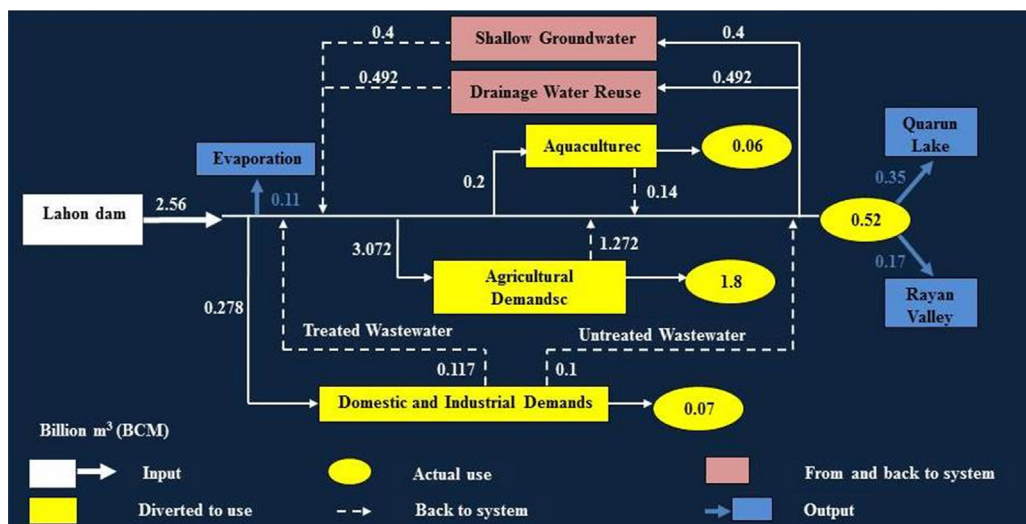 0.4
Shallow Groundwater
0.4
0.492
Drainage Water Reuse
0.492
Quarun
Lake
Evaporation
Aquaculturec
0.06
0.11
0.2
0.14
0.35
Lahon dam
2.56
0.52
3.072
1.272
0.17
Agricultural
Demandsc
1.8
Rayan
Valley
0.278
Treated Wastewater
Untreated Wastewater
0.117
0.1
Domestic and Industrial Demands
0.07
Billion m³ (BCM)
Input
Actual use
From and back to system
Diverted to use
Back to system
Output